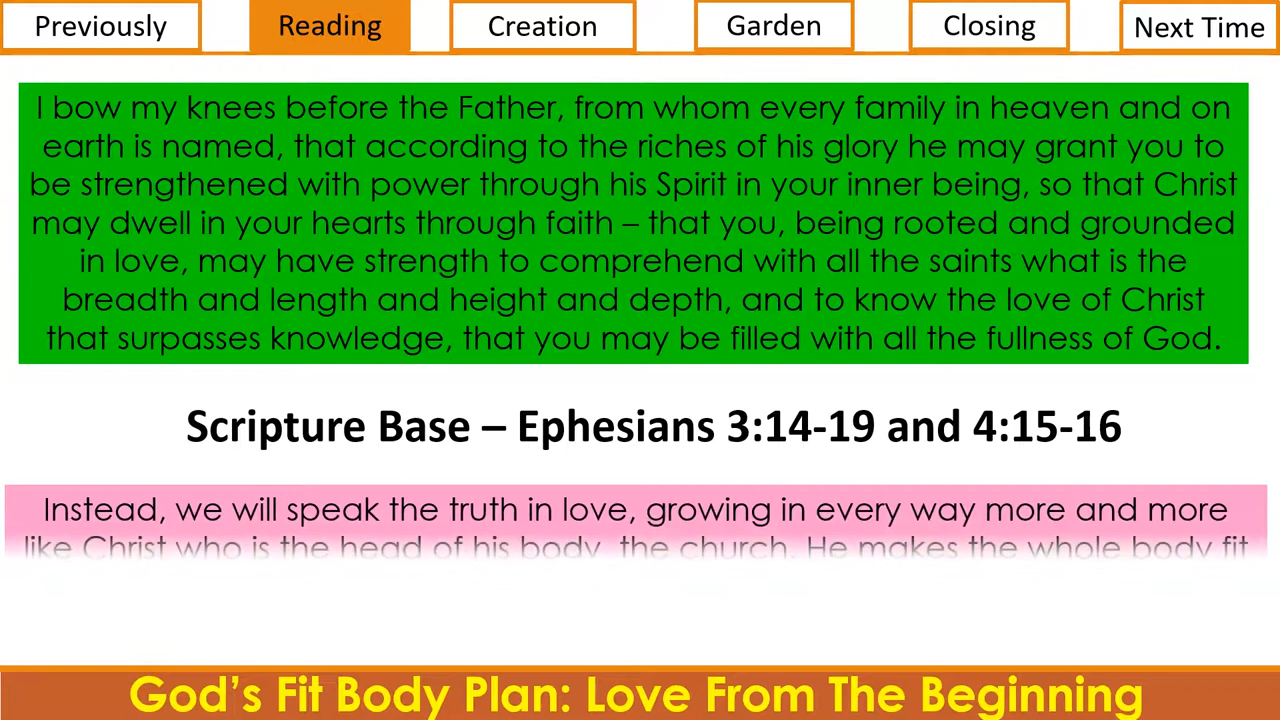 Previously Reading Creation Garden Closing Next Time
I bow my knees before the Father, from whom every family in heaven and on
earth is named, that according to the riches of his glory he may grant you to
be strengthened with power through his Spirit in your inner being, so that Christ
may dwell in your hearts through faith – that you, being rooted and grounded
in love, may have strength to comprehend with all the saints what is the
breadth and length and height and depth, and to know the love of Christ
that surpasses knowledge, that you may be filled with all the fullness of God.
Scripture Base – Ephesians 3:14-19 and 4:15-16
Instead, we will speak the truth in love, growing in every way more and more
like Christ who is the head of his body, the church. He makes the whole body fit
God's Fit Body Plan: Love From The Beginning